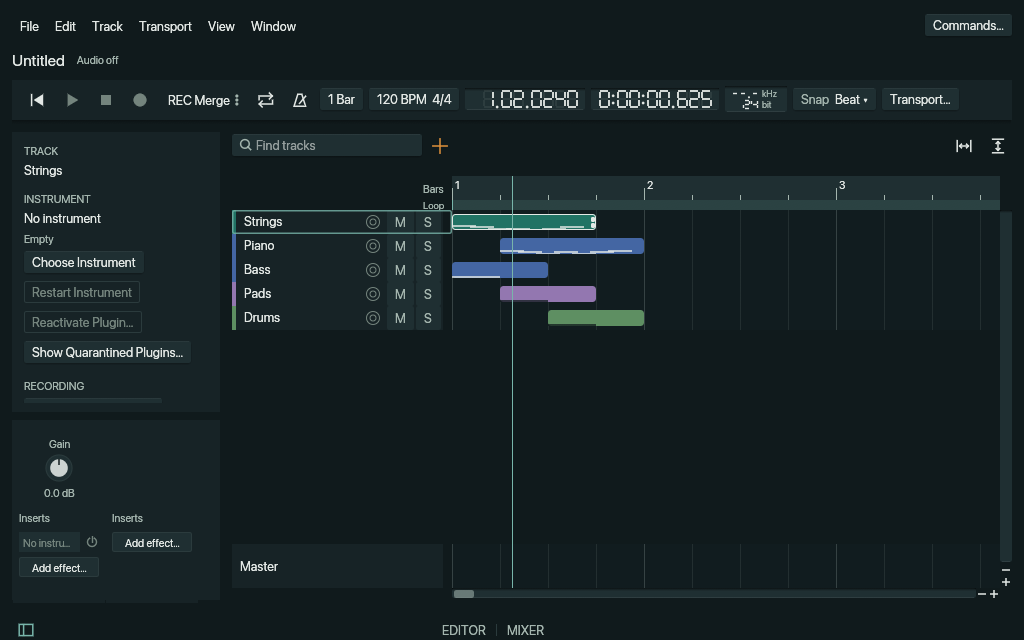 File Edit Track Transport View Window Commands...
Untitled Audio off
REC Merge 1 Bar 120 BPM 4/4 1.02.0240 0:00:00.625 --.- kHz -- bit Snap Beat Transport...
TRACK
Strings
INSTRUMENT
No instrument
Empty
Choose Instrument
Restart Instrument
Reactivate Plugin...
Show Quarantined Plugins...
RECORDING
Gain
0.0 dB
Inserts Inserts
No instru... Add effect...
Add effect...
Find tracks
Bars 1 2 3
Loop
Strings M S
Piano M S
Bass M S
Pads M S
Drums M S
Master
EDITOR MIXER